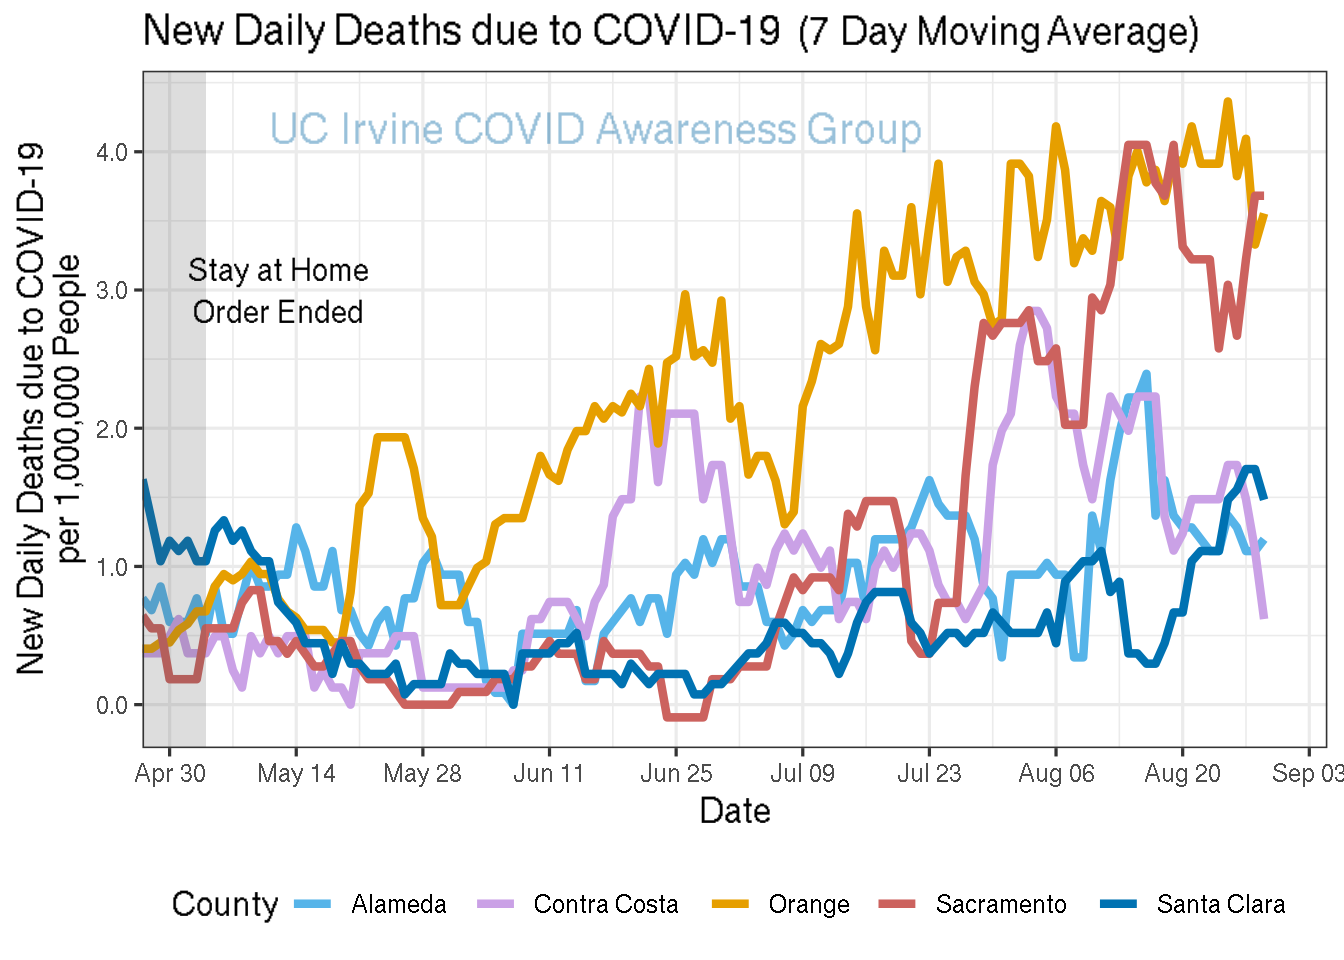 New Daily Deaths due to COVID-19 (7 Day Moving Average)
UC Irvine COVID Awareness Group
New Daily Deaths due to COVID-19
per 1,000,000 People
4.0
3.0
2.0
1.0
0.0
Stay at Home
Order Ended
Apr 30 May 14 May 28 Jun 11 Jun 25 Jul 09 Jul 23 Aug 06 Aug 20 Sep 03
Date
County Alameda Contra Costa Orange Sacramento Santa Clara